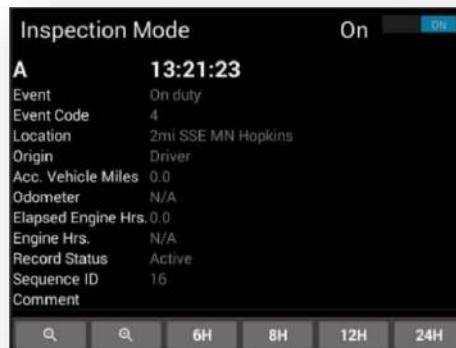 Inspection Mode On ON
A 13:21:23
Event On duty
Event Code 4
Location 2mi SSE MN Hopkins
Origin Driver
Acc. Vehicle Miles 0.0
Odometer N/A
Elapsed Engine Hrs. 0.0
Engine Hrs. N/A
Record Status Active
Sequence ID 16
Comment
6H 8H 12H 24H